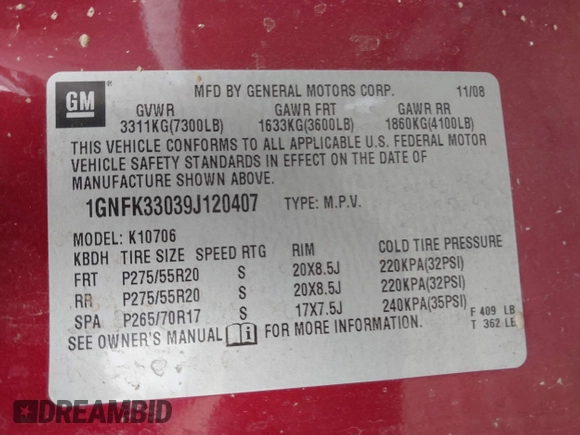 GM
MFD BY GENERAL MOTORS CORP. 11/08
GVWR GAWR FRT GAWR RR
3311KG(7300LB) 1633KG(3600LB) 1860KG(4100LB)
THIS VEHICLE CONFORMS TO ALL APPLICABLE U.S. FEDERAL MOTOR
VEHICLE SAFETY STANDARDS IN EFFECT ON THE DATE OF
MANUFACTURE SHOWN ABOVE.
1GNFK33039J120407 TYPE: M.P.V.
MODEL: K10706
KBDH TIRE SIZE SPEED RTG RIM COLD TIRE PRESSURE
FRT P275/55R20 S 20X8.5J 220KPA(32PSI)
RR P275/55R20 S 20X8.5J 220KPA(32PSI)
SPA P265/70R17 S 17X7.5J 240KPA(35PSI)
F 409 LB
SEE OWNER'S MANUAL FOR MORE INFORMATION. T 362 LB
DREAMBID